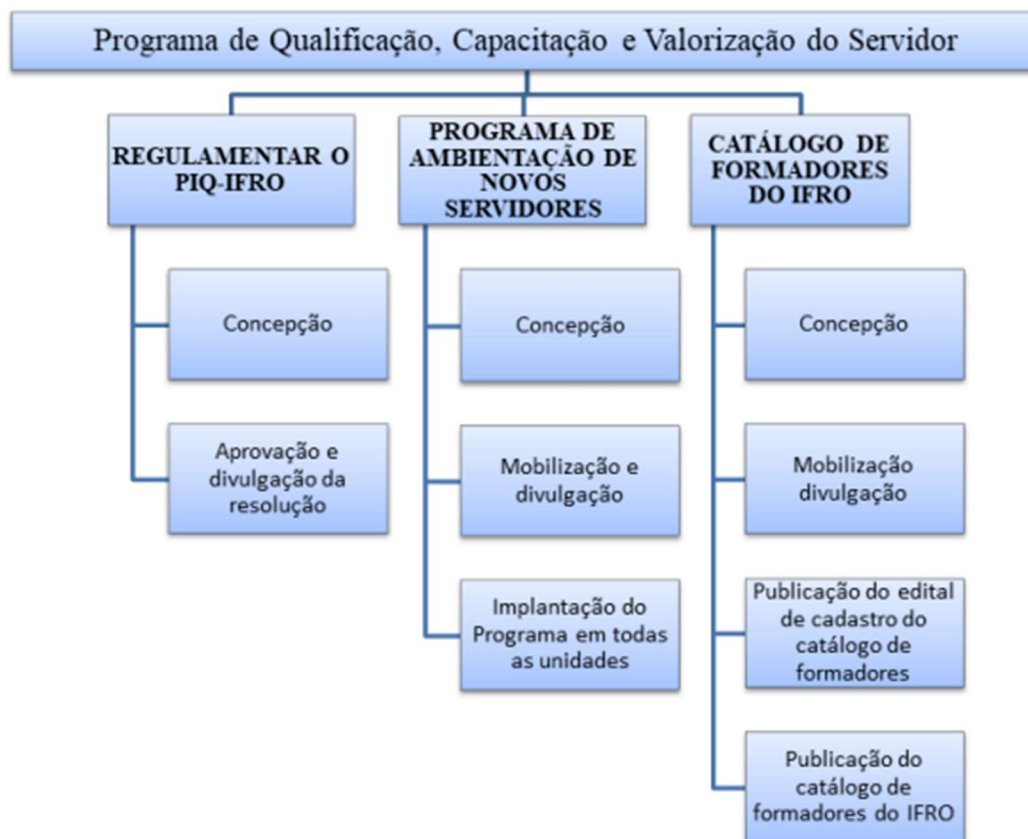 Programa de Qualificação, Capacitação e Valorização do Servidor
REGULAMENTAR O
PIQ-IFRO
Concepção
Aprovação e
divulgação da
resolução
PROGRAMA DE
AMBIENTAÇÃO DE
NOVOS
SERVIDORES
Concepção
Mobilização e
divulgação
Implantação do
Programa em todas
as unidades
CATÁLOGO DE
FORMADORES
DO IFRO
Concepção
Mobilização
divulgação
Publicação do edital
de cadastro do
catálogo de
formadores
Publicação do
catálogo de
formadores do IFRO